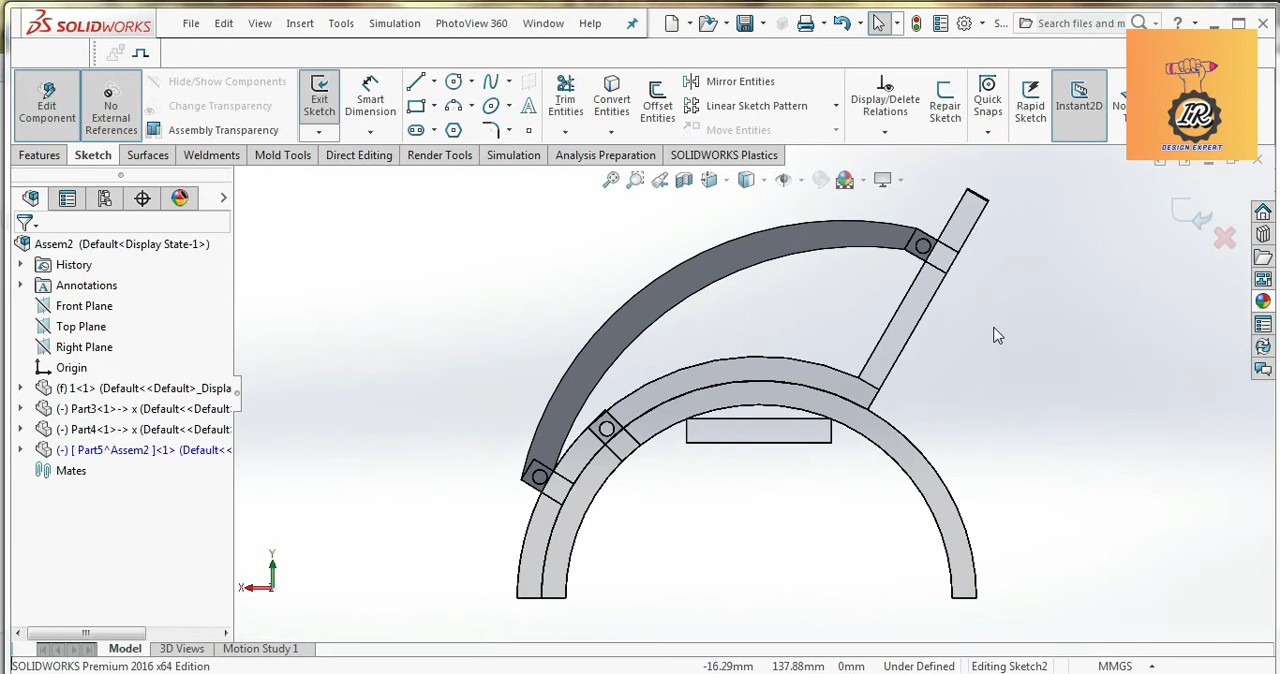 SOLIDWORKS File Edit View Insert Tools Simulation PhotoView 360 Window Help S... Search files and m ?
IR
DESIGN EXPERT
Edit Component
No External References
Hide/Show Components
Change Transparency
Assembly Transparency
Exit Sketch
Smart Dimension
Trim Entities
Convert Entities
Offset Entities
Mirror Entities
Linear Sketch Pattern
Move Entities
Display/Delete Relations
Repair Sketch
Quick Snaps
Rapid Sketch
Instant2D
Features Sketch Surfaces Weldments Mold Tools Direct Editing Render Tools Simulation Analysis Preparation SOLIDWORKS Plastics
Assem2 (Default<Display State-1>)
History
Annotations
Front Plane
Top Plane
Right Plane
Origin
(f) 1<1> (Default<<Default>_Displa
(-) Part3<1>-> x (Default<<Default
(-) Part4<1>-> x (Default<<Default
(-) [ Part5^Assem2 ]<1> (Default<<
Mates
Y
X
Model 3D Views Motion Study 1
SOLIDWORKS Premium 2016 x64 Edition -16.29mm 137.88mm 0mm Under Defined Editing Sketch2 MMGS